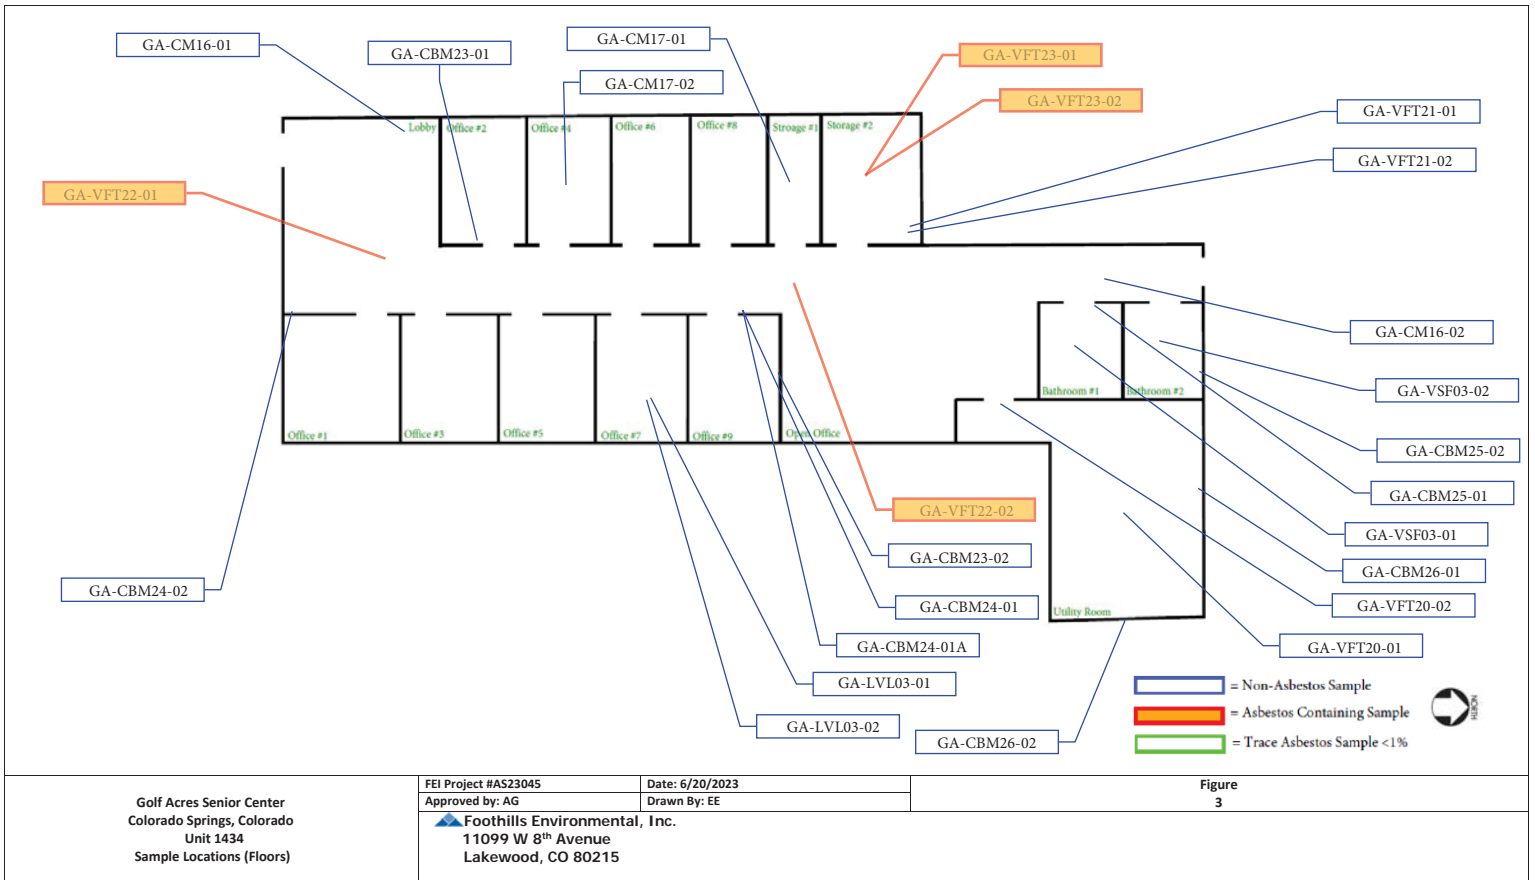 GA-CM16-01
GA-CBM23-01
GA-CM17-01
GA-CM17-02
GA-VFT23-01
GA-VFT23-02
GA-VFT21-01
GA-VFT21-02
Lobby
Office #2
Office #4
Office #6
Office #8
Stroage #1
Storage #2
GA-VFT22-01
GA-CM16-02
GA-VSF03-02
Bathroom #1
Bathroom #2
Office #1
Office #3
Office #5
Office #7
Office #9
Open Office
GA-CBM25-02
GA-CBM25-01
GA-VFT22-02
GA-VSF03-01
GA-CBM23-02
GA-CBM26-01
GA-CBM24-02
GA-CBM24-01
GA-VFT20-02
Utility Room
GA-CBM24-01A
GA-VFT20-01
GA-LVL03-01
GA-LVL03-02
GA-CBM26-02
= Non-Asbestos Sample
= Asbestos Containing Sample
= Trace Asbestos Sample <1%
NORTH
Golf Acres Senior Center
Colorado Springs, Colorado
Unit 1434
Sample Locations (Floors)
FEI Project #AS23045
Date: 6/20/2023
Approved by: AG
Drawn By: EE
Figure
3
Foothills Environmental, Inc.
11099 W 8th Avenue
Lakewood, CO 80215